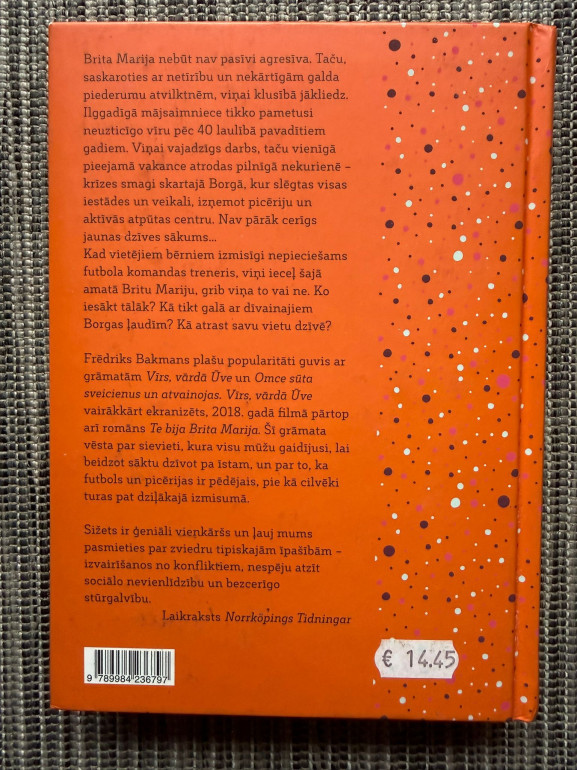 Brita Marija nebūt nav pasīvi agresīva. Taču,
saskaroties ar netīrību un nekārtīgām galda
piederumu atvilktnēm, viņai klusībā jākliedz.
Ilggadīgā mājsaimniece tikko pametusi
neuzticīgo vīru pēc 40 laulībā pavadītiem
gadiem. Viņai vajadzīgs darbs, taču vienīgā
pieejamā vakance atrodas pilnīgā nekurienē –
krīzes smagi skartajā Borgā, kur slēgtas visas
iestādes un veikali, izņemot picēriju un
aktīvās atpūtas centru. Nav pārāk cerīgs
jaunas dzīves sākums...
Kad vietējiem bērniem izmisīgi nepieciešams
futbola komandas treneris, viņi ieceļ šajā
amatā Britu Mariju, grib viņa to vai ne. Ko
iesākt tālāk? Kā tikt galā ar dīvainajiem
Borgas ļaudīm? Kā atrast savu vietu dzīvē?
Frēdriks Bakmans plašu popularitāti guvis ar
grāmatām Vīrs, vārdā Ūve un Omce sūta
sveicienus un atvainojas. Vīrs, vārdā Ūve
vairākkārt ekranizēts, 2018. gadā filmā pārtop
arī romāns Te bija Brita Marija. Šī grāmata
vēsta par sievieti, kura visu mūžu gaidījusi, lai
beidzot sāktu dzīvot pa īstam, un par to, ka
futbols un picērijas ir pēdējais, pie kā cilvēki
turas pat dziļākajā izmisumā.
Sižets ir ģeniāli vienkāršs un ļauj mums
pasmieties par zviedru tipiskajām īpašībām –
izvairīšanos no konfliktiem, nespēju atzīt
sociālo nevienlīdzību un bezcerīgo
stūrgalvību.
Laikraksts Norrköpings Tidningar
€ 14.45
9 789984 236797